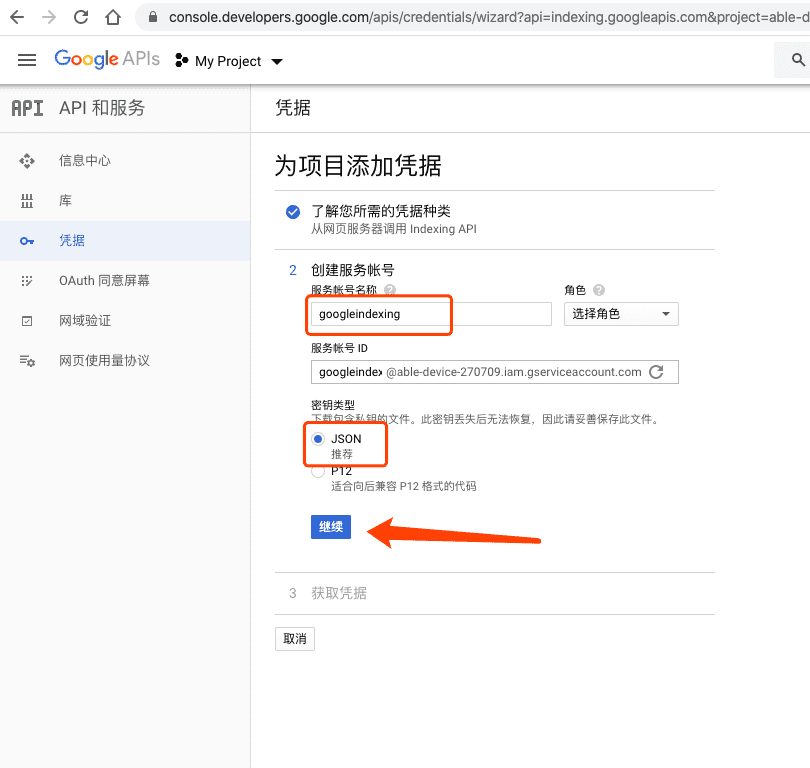 console.developers.google.com/apis/credentials/wizard?api=indexing.googleapis.com&project=able-d
Google APIs
My Project
API API 和服务
凭据
信息中心
库
凭据
OAuth 同意屏幕
网域验证
网页使用量协议
为项目添加凭据
了解您所需的凭据种类
从网页服务器调用 Indexing API
2 创建服务帐号
服务帐号名称 ?
角色 ?
googleindexing
选择角色
服务帐号 ID
googleindex @able-device-270709.iam.gserviceaccount.com
密钥类型
下载包含私钥的文件。此密钥丢失后无法恢复，因此请妥善保存此文件。
JSON
推荐
P12
适合向后兼容 P12 格式的代码
继续
3 获取凭据
取消